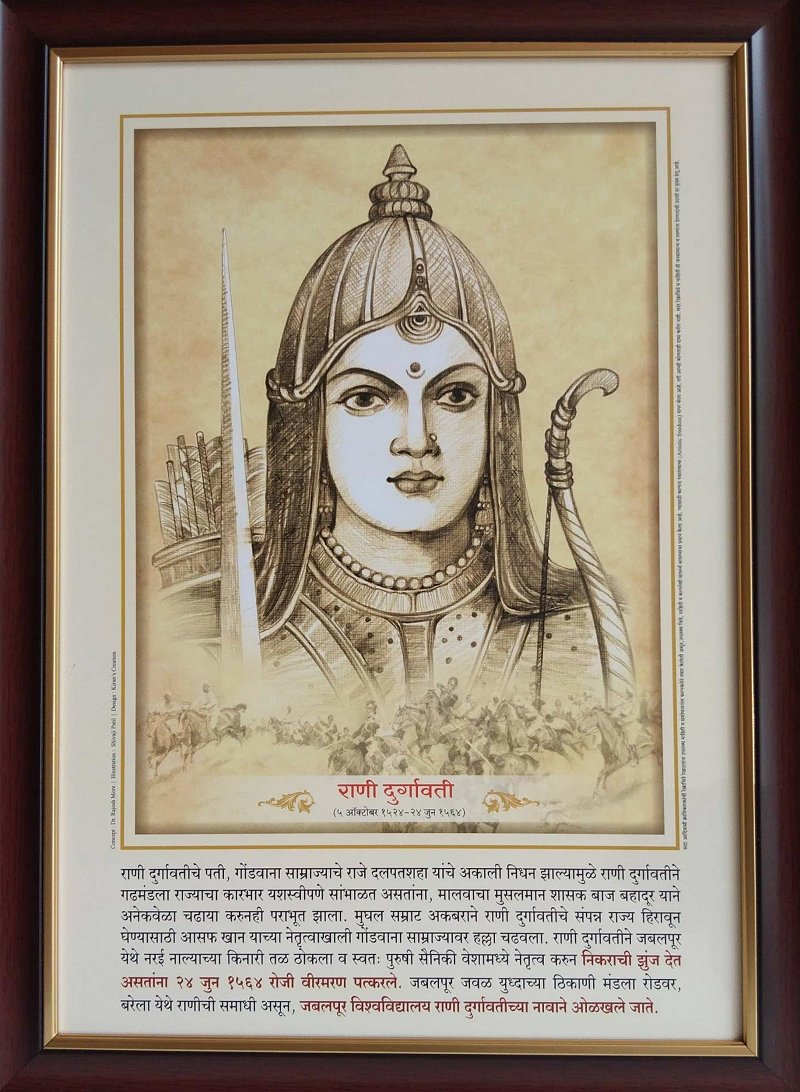 राणी दुर्गावती
(५ ऑक्टोबर १५२४-२४ जुन १५६४)
राणी दुर्गावतीचे पती, गोंडवाना साम्राज्याचे राजे दलपतशहा यांचे अकाली निधन झाल्यामुळे राणी दुर्गावतीने
गढमंडला राज्याचा कारभार यशस्वीपणे सांभाळत असतांना, मालवाचा मुसलमान शासक बाज बहादूर याने
अनेकवेळा चढाया करुनही पराभूत झाला. मुघल सम्राट अकबराने राणी दुर्गावतीचे संपन्न राज्य हिरावून
घेण्यासाठी आसफ खान याच्या नेतृत्वाखाली गोंडवाना साम्राज्यावर हल्ला चढवला. राणी दुर्गावतीने जबलपूर
येथे नरई नाल्याच्या किनारी तळ ठोकला व स्वतः पुरुषी सैनिकी वेशामध्ये नेतृत्व करुन निकराची झुंज देत
असतांना २४ जुन १५६४ रोजी वीरमरण पत्करले. जबलपूर जवळ युध्दाच्या ठिकाणी मंडला रोडवर,
बरेला येथे राणीची समाधी असून, जबलपूर विश्वविद्यालय राणी दुर्गावतीच्या नावाने ओळखले जाते.
Concept : Dr. Rajesh More | Illustration : Shivaji Patil | Design : Kiran's Creation